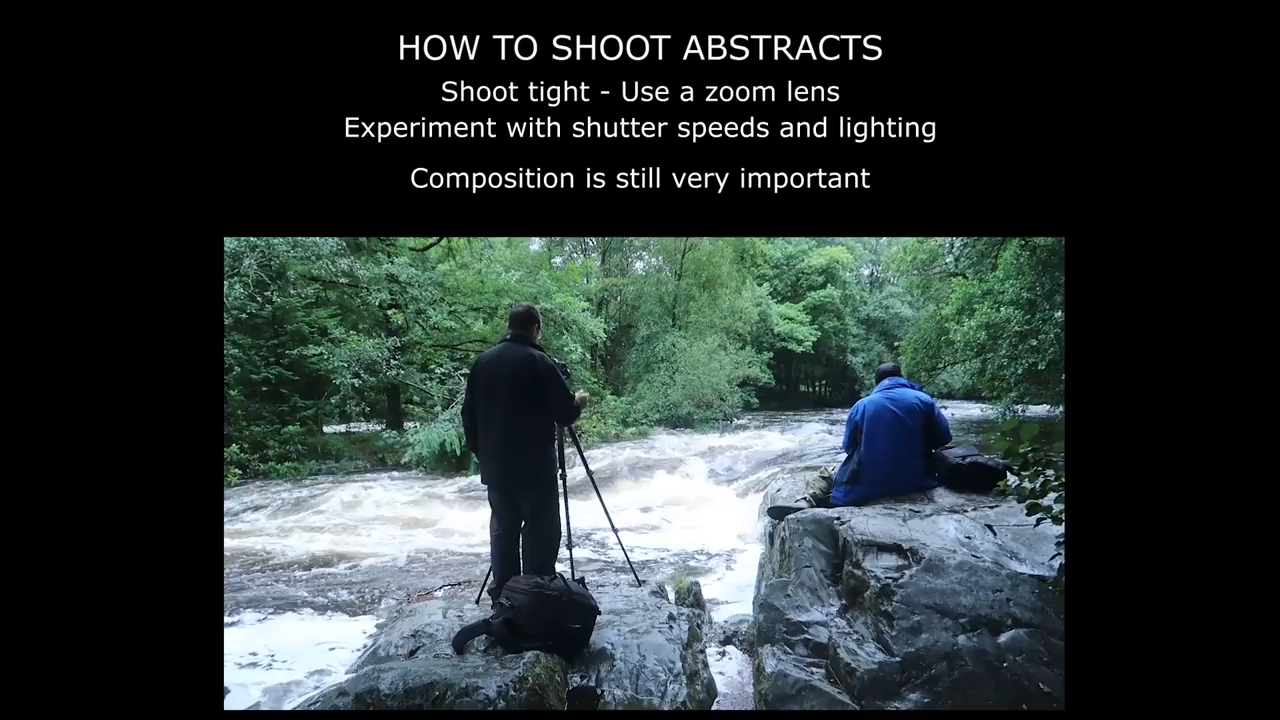 HOW TO SHOOT ABSTRACTS
Shoot tight - Use a zoom lens
Experiment with shutter speeds and lighting
Composition is still very important